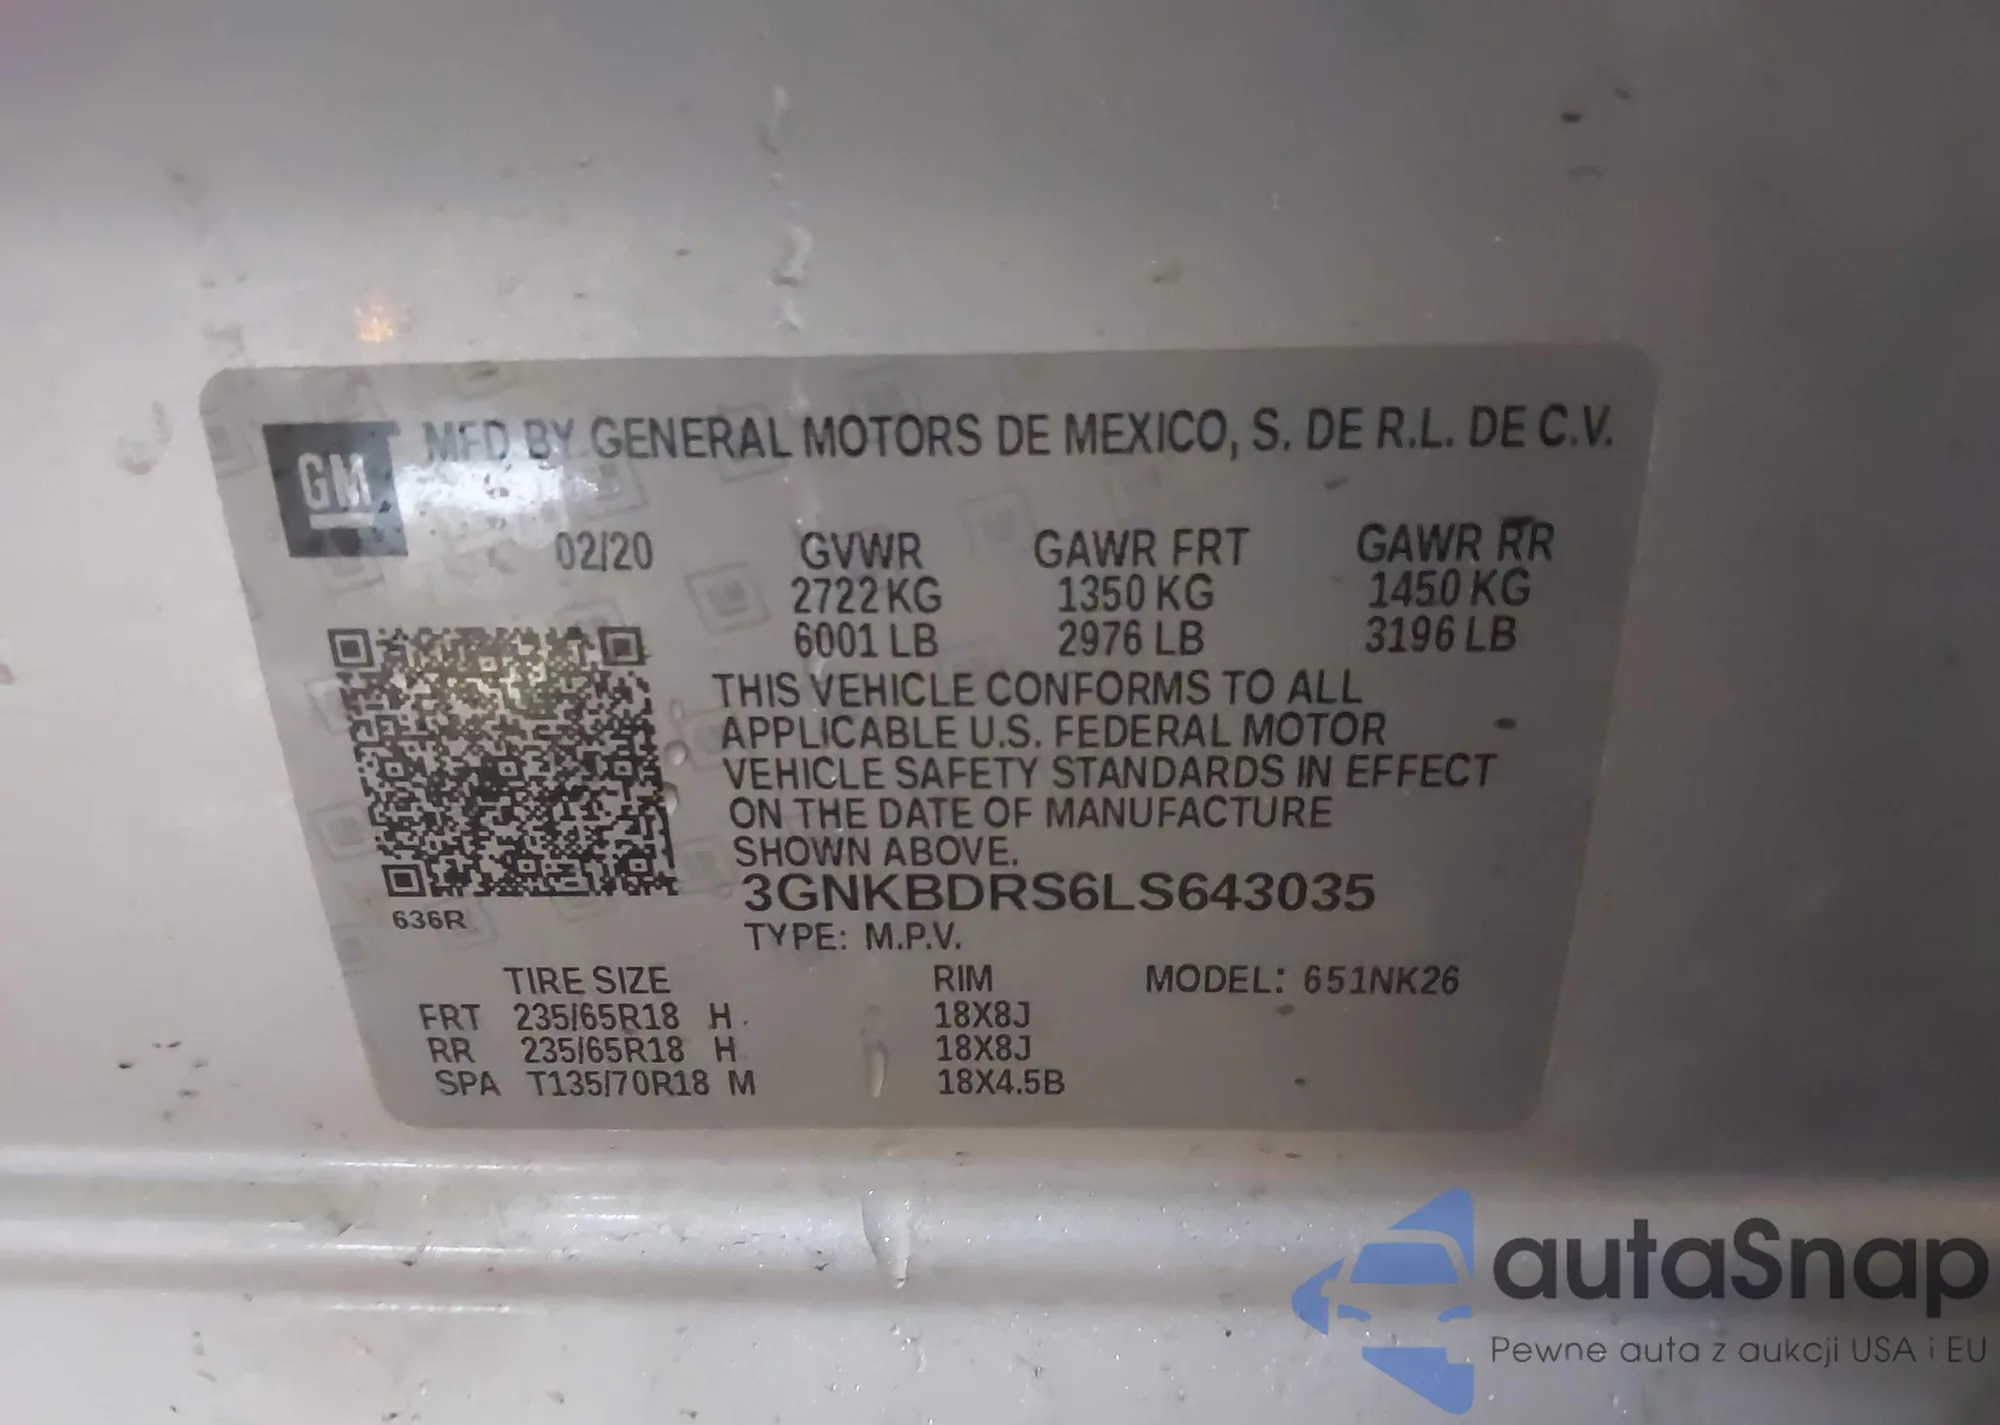 GM
MFD BY GENERAL MOTORS DE MEXICO, S. DE R.L. DE C.V.
02/20 GVWR GAWR FRT GAWR RR
2722 KG 1350 KG 1450 KG
6001 LB 2976 LB 3196 LB
THIS VEHICLE CONFORMS TO ALL
APPLICABLE U.S. FEDERAL MOTOR
VEHICLE SAFETY STANDARDS IN EFFECT
ON THE DATE OF MANUFACTURE
SHOWN ABOVE.
3GNKBDRS6LS643035
636R
TYPE: M.P.V.
TIRE SIZE RIM MODEL: 651NK26
FRT 235/65R18 H 18X8J
RR 235/65R18 H 18X8J
SPA T135/70R18 M 18X4.5B
autaSnap
Pewne auta z aukcji USA i EU